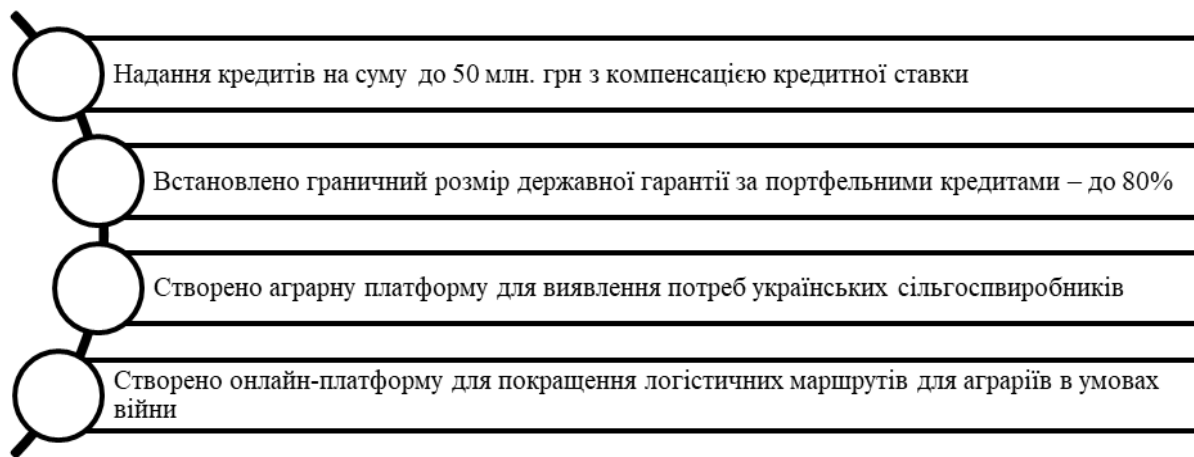 Надання кредитів на суму до 50 млн. грн з компенсацією кредитної ставки
Встановлено граничний розмір державної гарантії за портфельними кредитами – до 80%
Створено аграрну платформу для виявлення потреб українських сільгоспвиробників
Створено онлайн-платформу для покращення логістичних маршрутів для аграріїв в умовах
війни